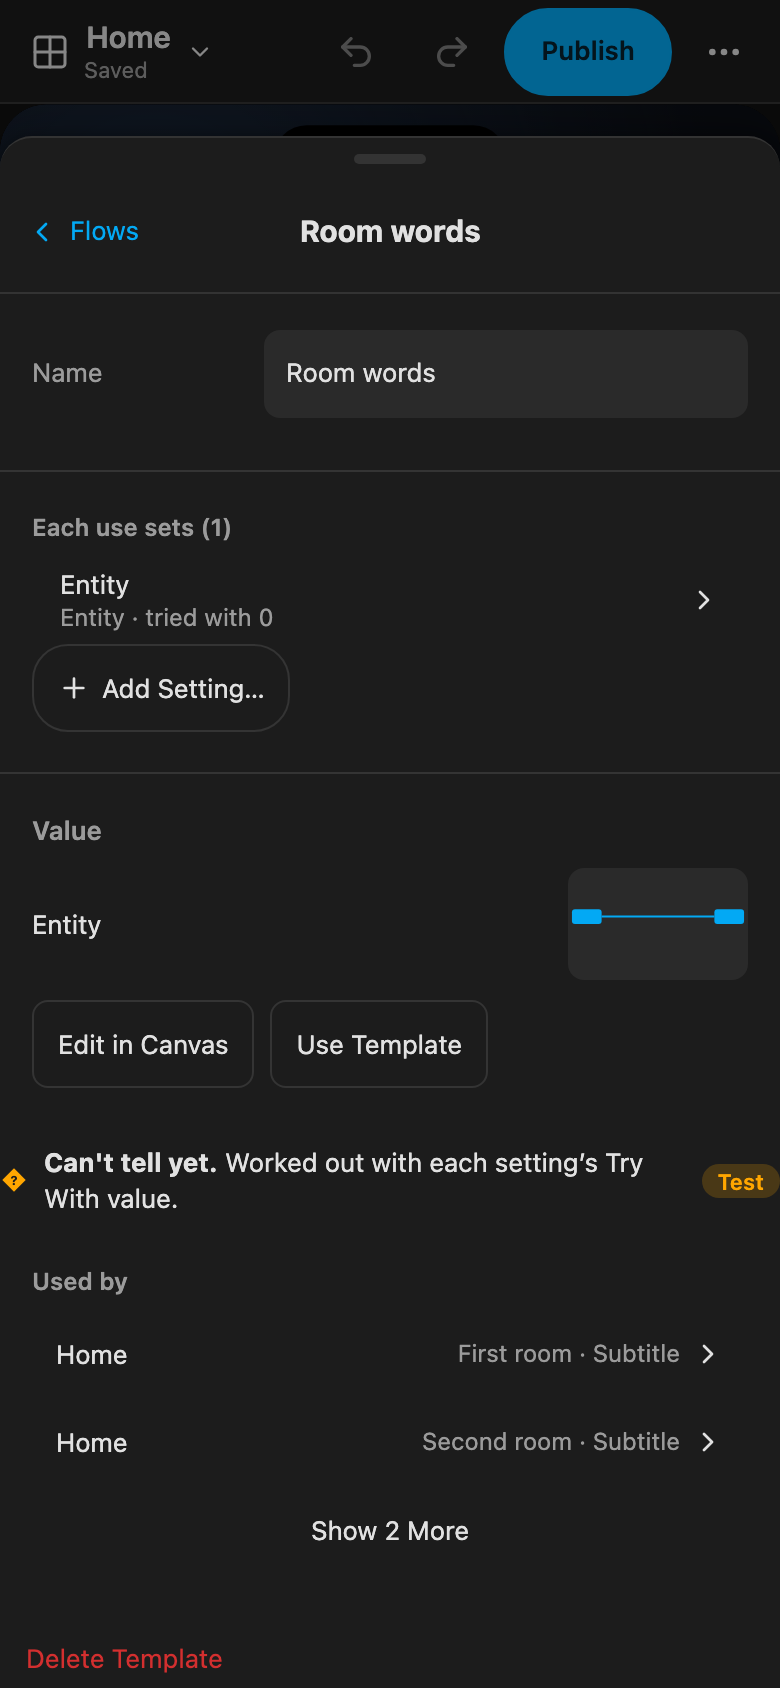 Home
Saved
Publish
Flows
Room words
Name
Room words
Each use sets (1)
Entity
Entity · tried with 0
Add Setting...
Value
Entity
Edit in Canvas
Use Template
Can't tell yet. Worked out with each setting’s Try
With value.
?
Test
Used by
Home
First room · Subtitle
Home
Second room · Subtitle
Show 2 More
Delete Template